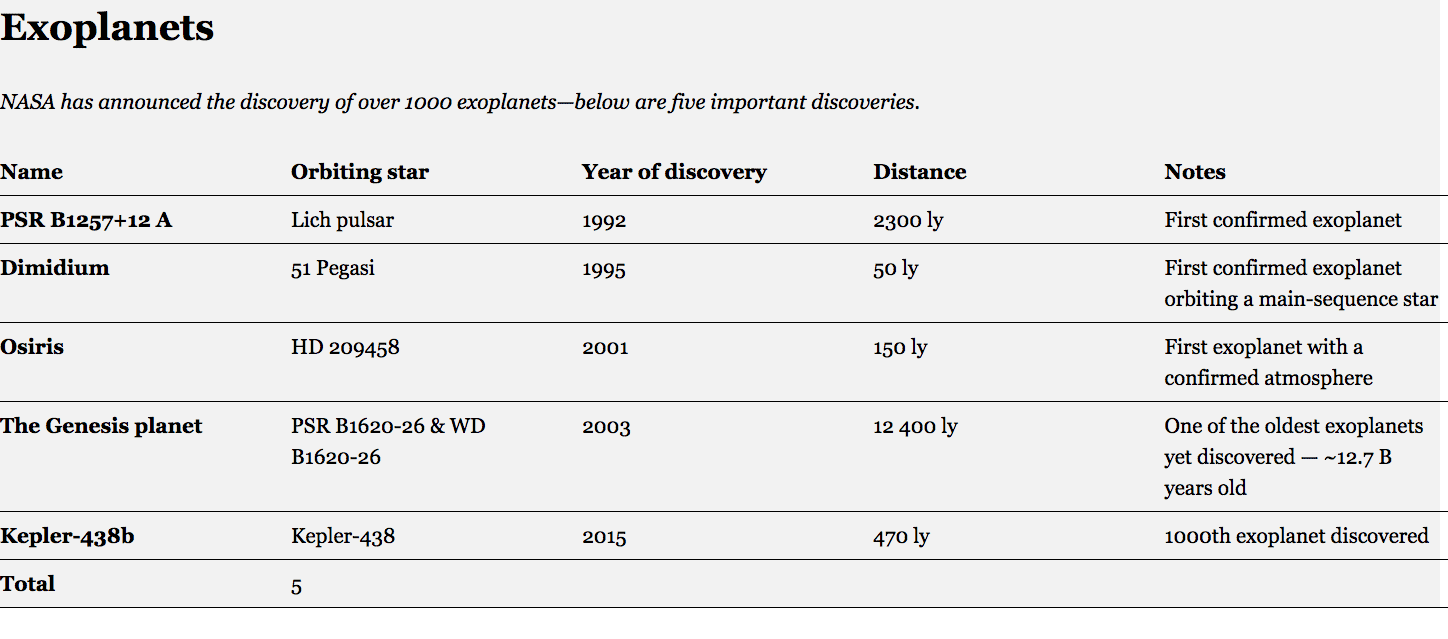 Exoplanets
NASA has announced the discovery of over 1000 exoplanets—below are five important discoveries.
Name Orbiting star Year of discovery Distance Notes
PSR B1257+12 A Lich pulsar 1992 2300 ly First confirmed exoplanet
Dimidium 51 Pegasi 1995 50 ly First confirmed exoplanet
orbiting a main-sequence star
Osiris HD 209458 2001 150 ly First exoplanet with a
confirmed atmosphere
The Genesis planet PSR B1620-26 & WD 2003 12 400 ly One of the oldest exoplanets
B1620-26 yet discovered — ~12.7 B
years old
Kepler-438b Kepler-438 2015 470 ly 1000th exoplanet discovered
Total 5